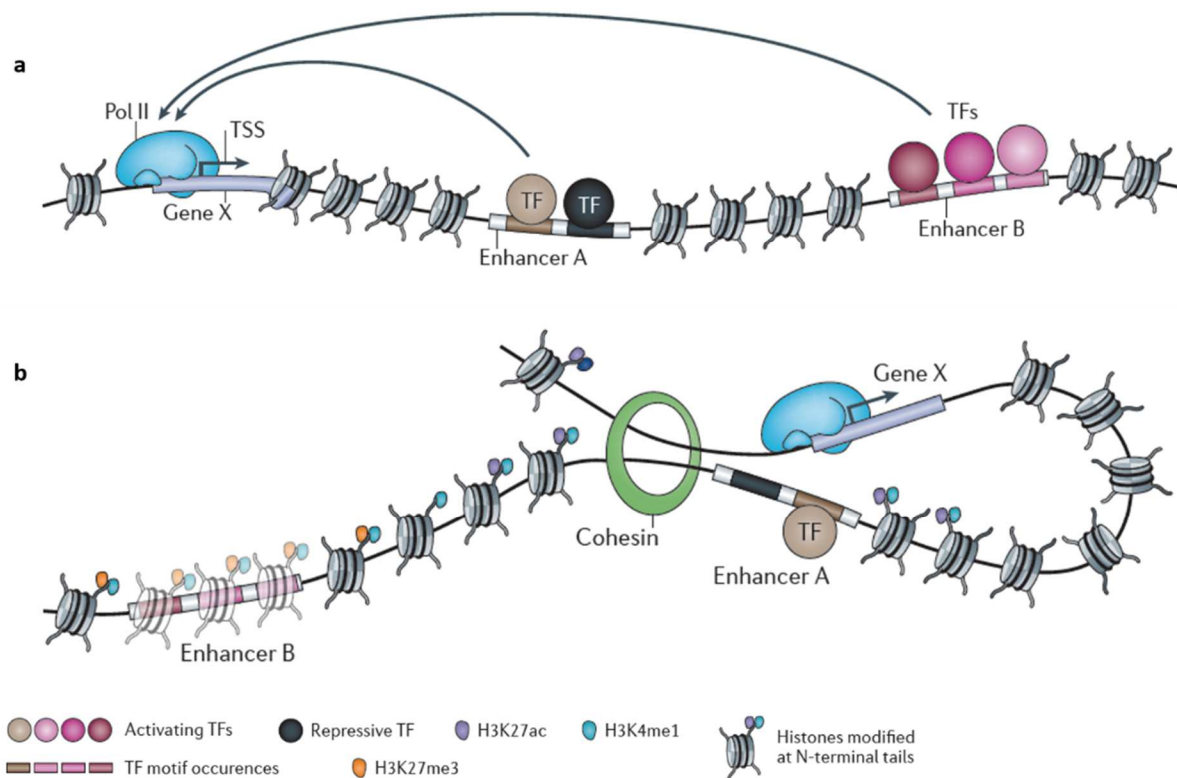 a
Pol II
TSS
TFs
TF
TF
Gene X
Enhancer A
Enhancer B
b
Gene X
Cohesin
TF
Enhancer A
Enhancer B
Activating TFs
Repressive TF
H3K27ac
H3K4me1
Histones modified
at N-terminal tails
TF motif occurences
H3K27me3